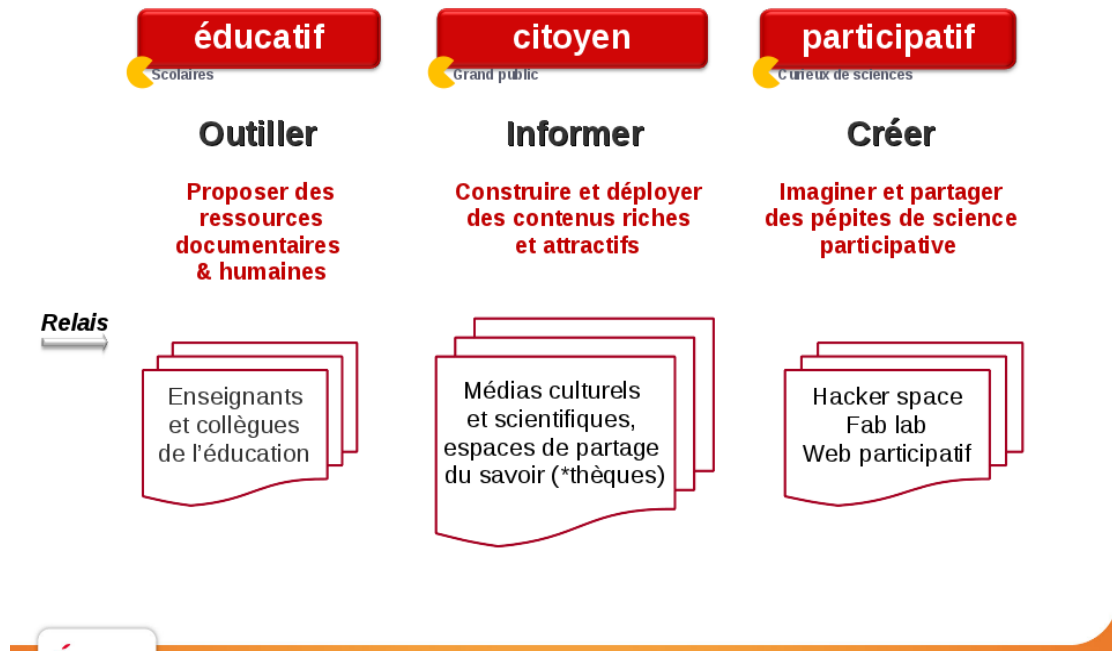 éducatif
Scolaires
Outiller
Proposer des
ressources
documentaires
& humaines
citoyen
Grand public
Informer
Construire et déployer
des contenus riches
et attractifs
participatif
Curieux de sciences
Créer
Imaginer et partager
des pépites de science
participative
Relais
Enseignants
et collègues
de l’éducation
Médias culturels
et scientifiques,
espaces de partage
du savoir (*thèques)
Hacker space
Fab lab
Web participatif